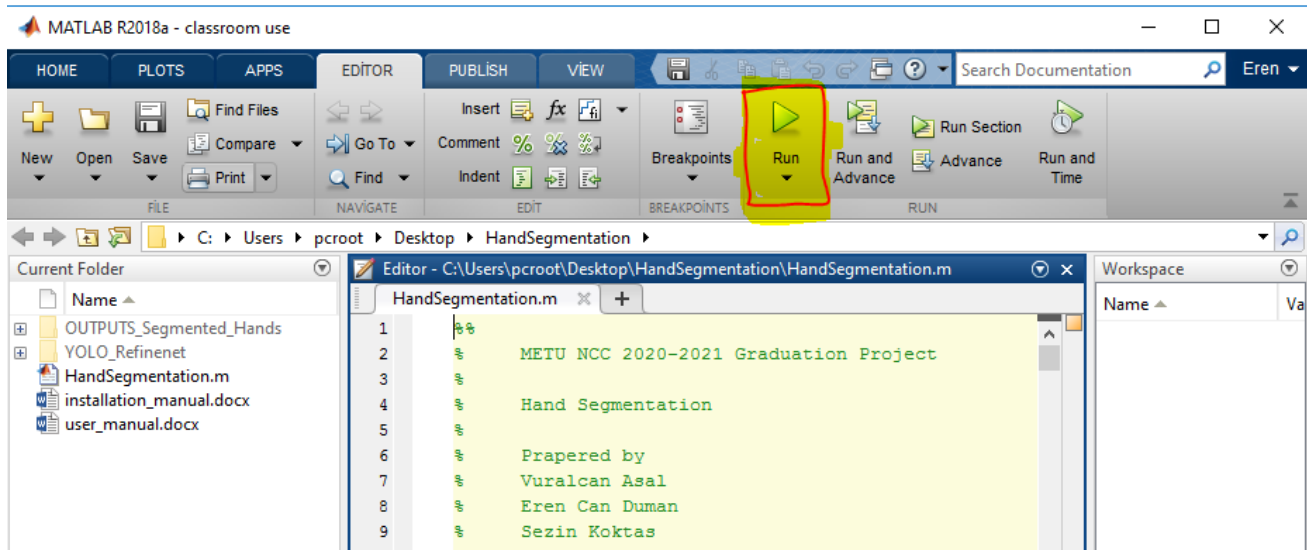 MATLAB R2018a - classroom use
HOME PLOTS APPS EDİTOR PUBLİSH VİEW Search Documentation Eren
New Open Save Find Files Compare Print
Go To Find
Insert fx fi
Comment % %
Indent
Breakpoints Run Run and Advance Run Section Advance Run and Time
FİLE NAVİGATE EDİT BREAKPOİNTS RUN
C: Users pcroot Desktop HandSegmentation
Current Folder
Name
OUTPUTS_Segmented_Hands
YOLO_Refinenet
HandSegmentation.m
installation_manual.docx
user_manual.docx
Editor - C:\Users\pcroot\Desktop\HandSegmentation\HandSegmentation.m
HandSegmentation.m +
1 %%
2 % METU NCC 2020-2021 Graduation Project
3 %
4 % Hand Segmentation
5 %
6 % Prapered by
7 % Vuralcan Asal
8 % Eren Can Duman
9 % Sezin Koktas
Workspace
Name Va